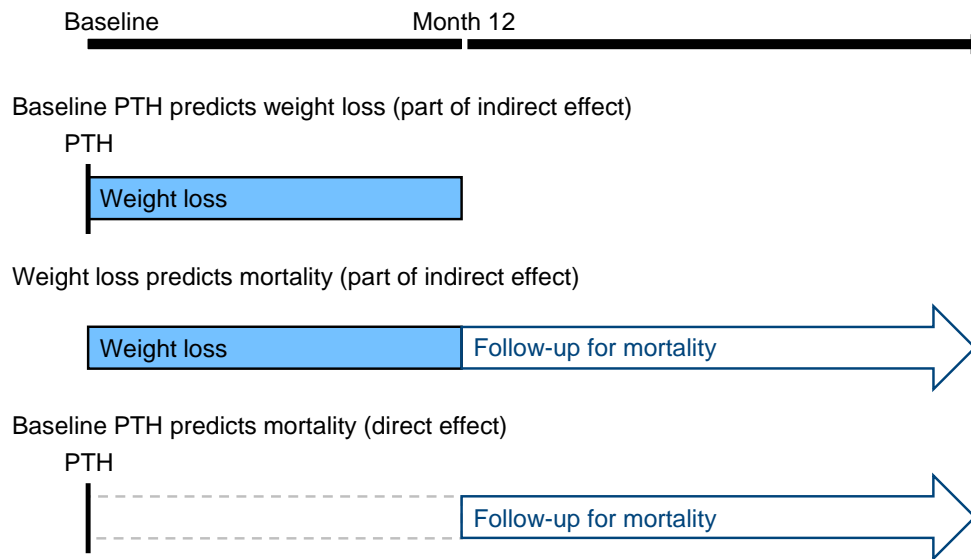 Baseline Month 12
Baseline PTH predicts weight loss (part of indirect effect)
PTH
Weight loss
Weight loss predicts mortality (part of indirect effect)
Weight loss Follow-up for mortality
Baseline PTH predicts mortality (direct effect)
PTH
Follow-up for mortality